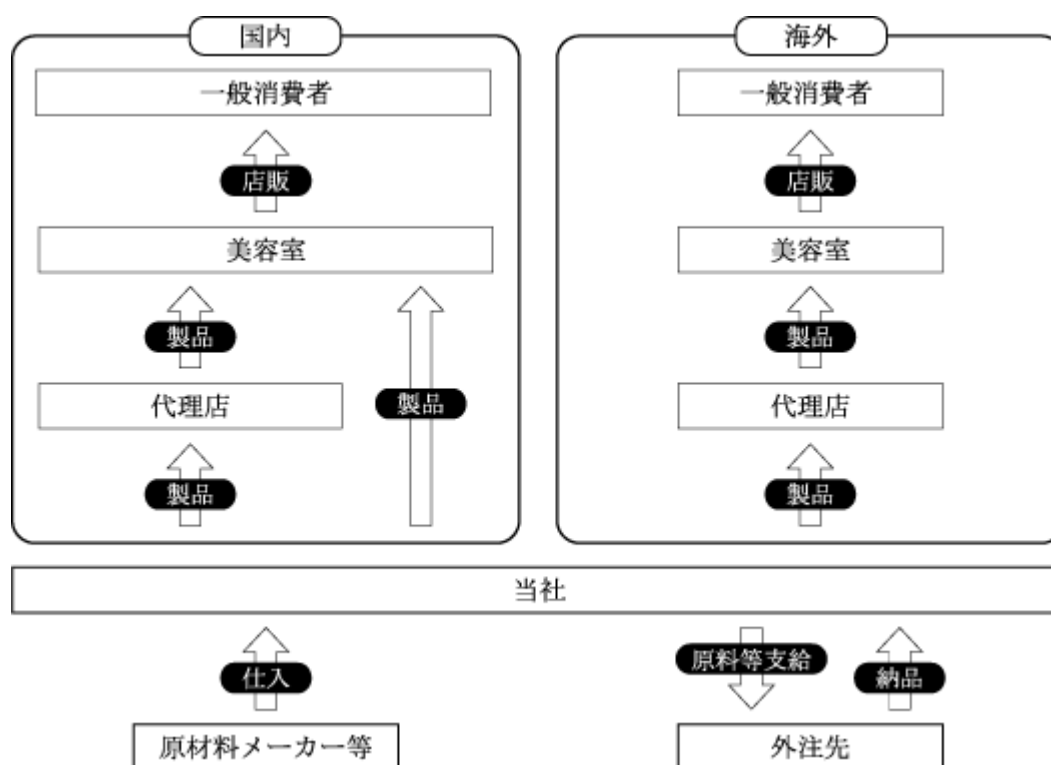 国内
一般消費者
店販
美容室
製品
代理店
製品
製品
海外
一般消費者
店販
美容室
製品
代理店
製品
当社
仕入
原材料メーカー等
原料等支給
納品
外注先